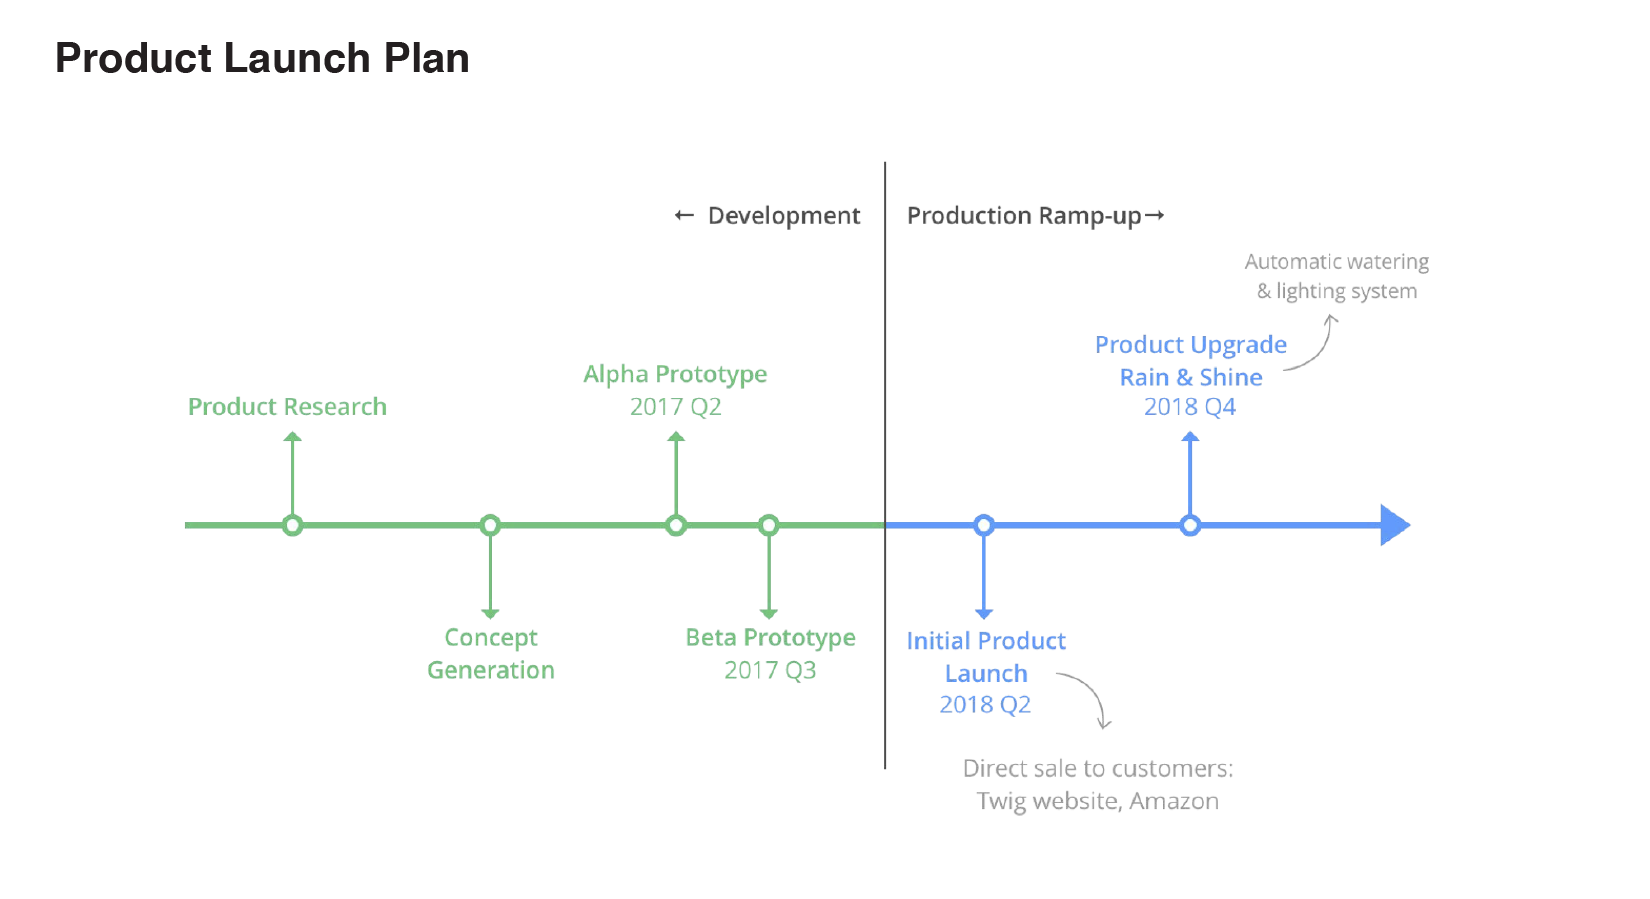 Product Launch Plan
← Development
Production Ramp-up→
Automatic watering
& lighting system
Product Upgrade
Rain & Shine
2018 Q4
Alpha Prototype
2017 Q2
Product Research
Concept
Generation
Beta Prototype
2017 Q3
Initial Product
Launch
2018 Q2
Direct sale to customers:
Twig website, Amazon